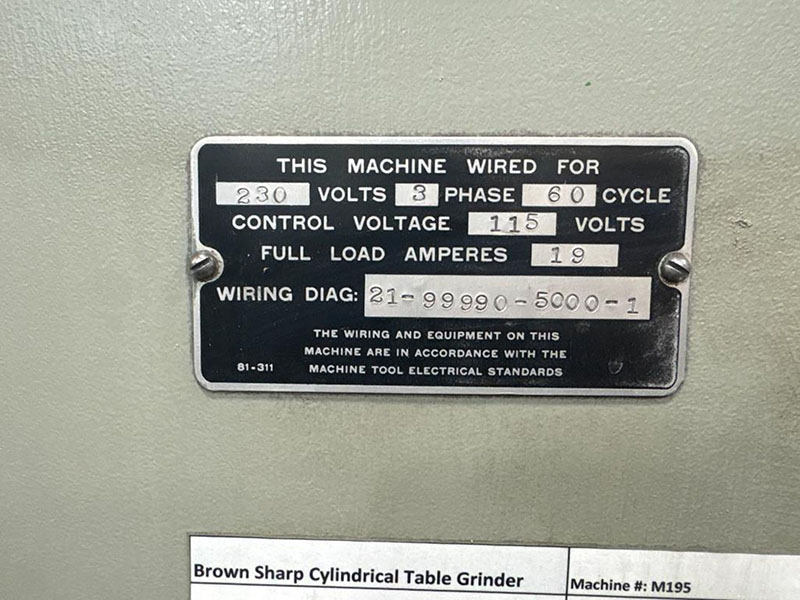 THIS MACHINE WIRED FOR
230 VOLTS 3 PHASE 60 CYCLE
CONTROL VOLTAGE 115 VOLTS
FULL LOAD AMPERES 19
WIRING DIAG: 21-99990-5000-1
THE WIRING AND EQUIPMENT ON THIS
MACHINE ARE IN ACCORDANCE WITH THE
81-311 MACHINE TOOL ELECTRICAL STANDARDS
Brown Sharp Cylindrical Table Grinder Machine #: M195